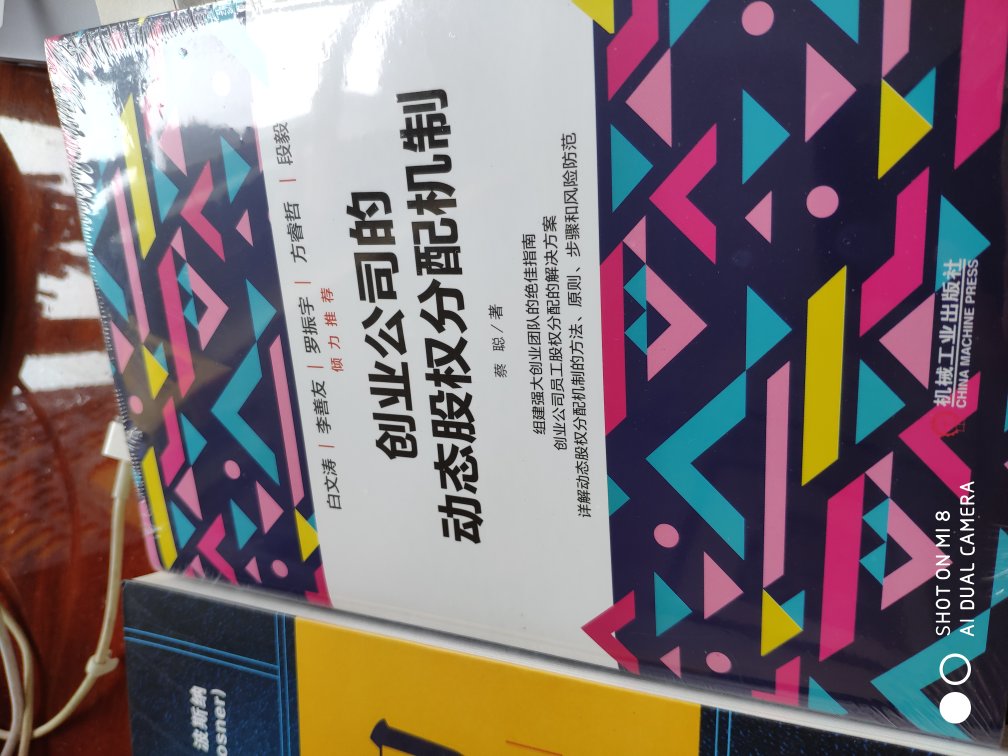 白文涛 | 李善友 | 罗振宇 | 方睿哲 | 段毅
倾力推荐
创业公司的
动态股权分配机制
蔡 聪/著
组建强大创业团队的绝佳指南
创业公司员工股权分配的解决方案
详解动态股权分配机制的方法、原则、步骤和风险防范
机械工业出版社
CHINA MACHINE PRESS
波斯纳
osner)
SHOT ON MI 8
AI DUAL CAMERA